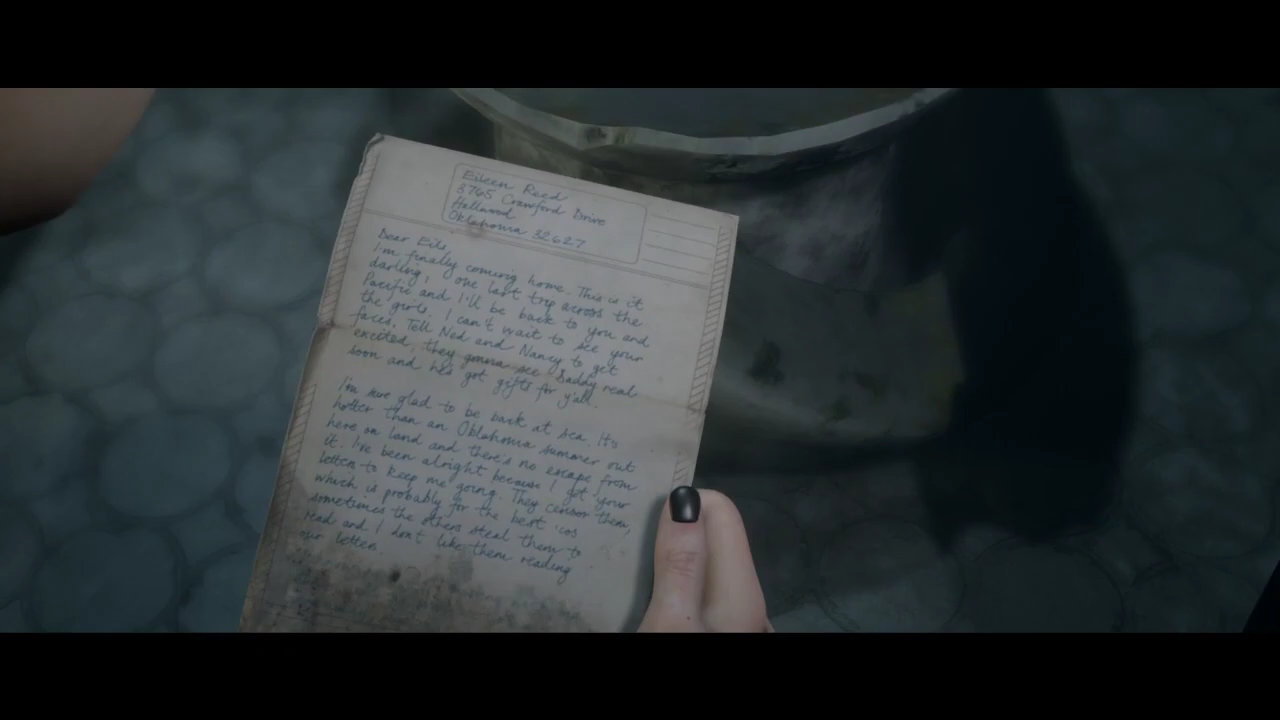 Eileen Reed
3765 Crawford Drive
Hallwood
Oklahoma 32627
Dear Eile,
I'm finally coming home. This is it
darling, one last trip across the
Pacific and I'll be back to you and
the girls. I can't wait to see your
faces. Tell Ned and Nancy to get
excited, they gonna see Daddy real
soon and he's got gifts for y'all.
I'm sure glad to be back at sea. Its
hotter than an Oklahoma summer out
here on land and there's no escape from
it. I've been alright because I got your
letters to keep me going. They censor them,
which is probably for the best 'cos
sometimes the others steal them to
read and I don't like them reading
our letters.